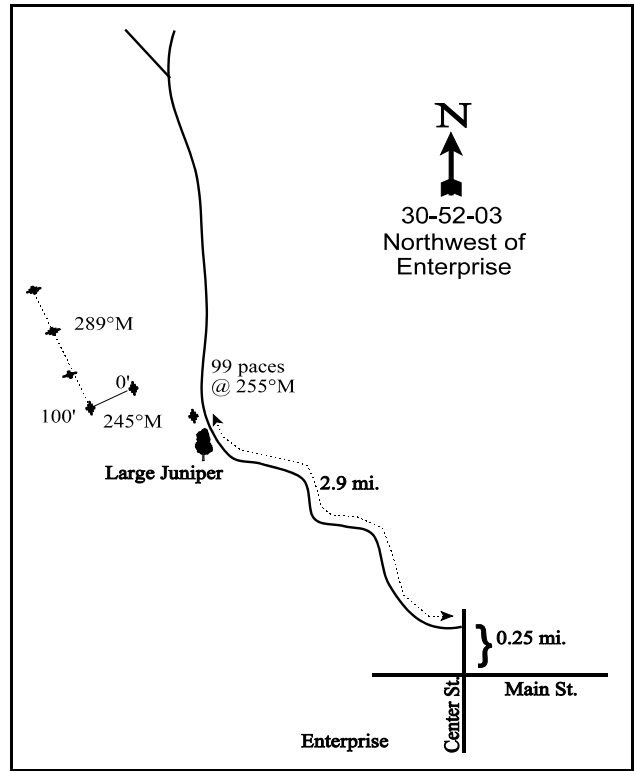 N
30-52-03
Northwest of
Enterprise
289°M
99 paces
@ 255°M
0'
100'
245°M
Large Juniper
2.9 mi.
} 0.25 mi.
Main St.
Center St.
Enterprise